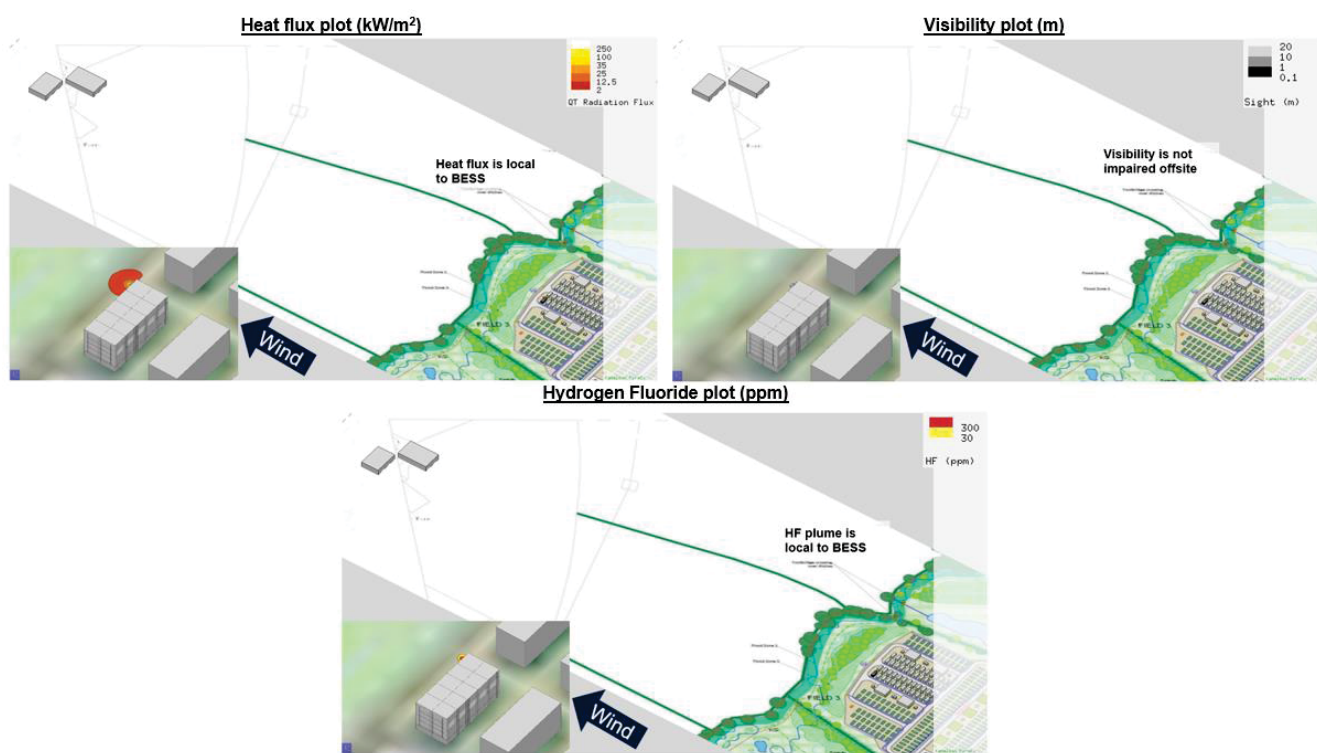 Heat flux plot (kW/m²)
250
100
35
25
12.5
2
QT Radiation Flux
Heat flux is local
to BESS
FIELD 3
Wind
Visibility plot (m)
20
10
1
0.1
Sight (m)
Visibility is not
impaired offsite
FIELD 3
Wind
Hydrogen Fluoride plot (ppm)
300
30
HF (ppm)
HF plume is
local to BESS
FIELD 3
Wind